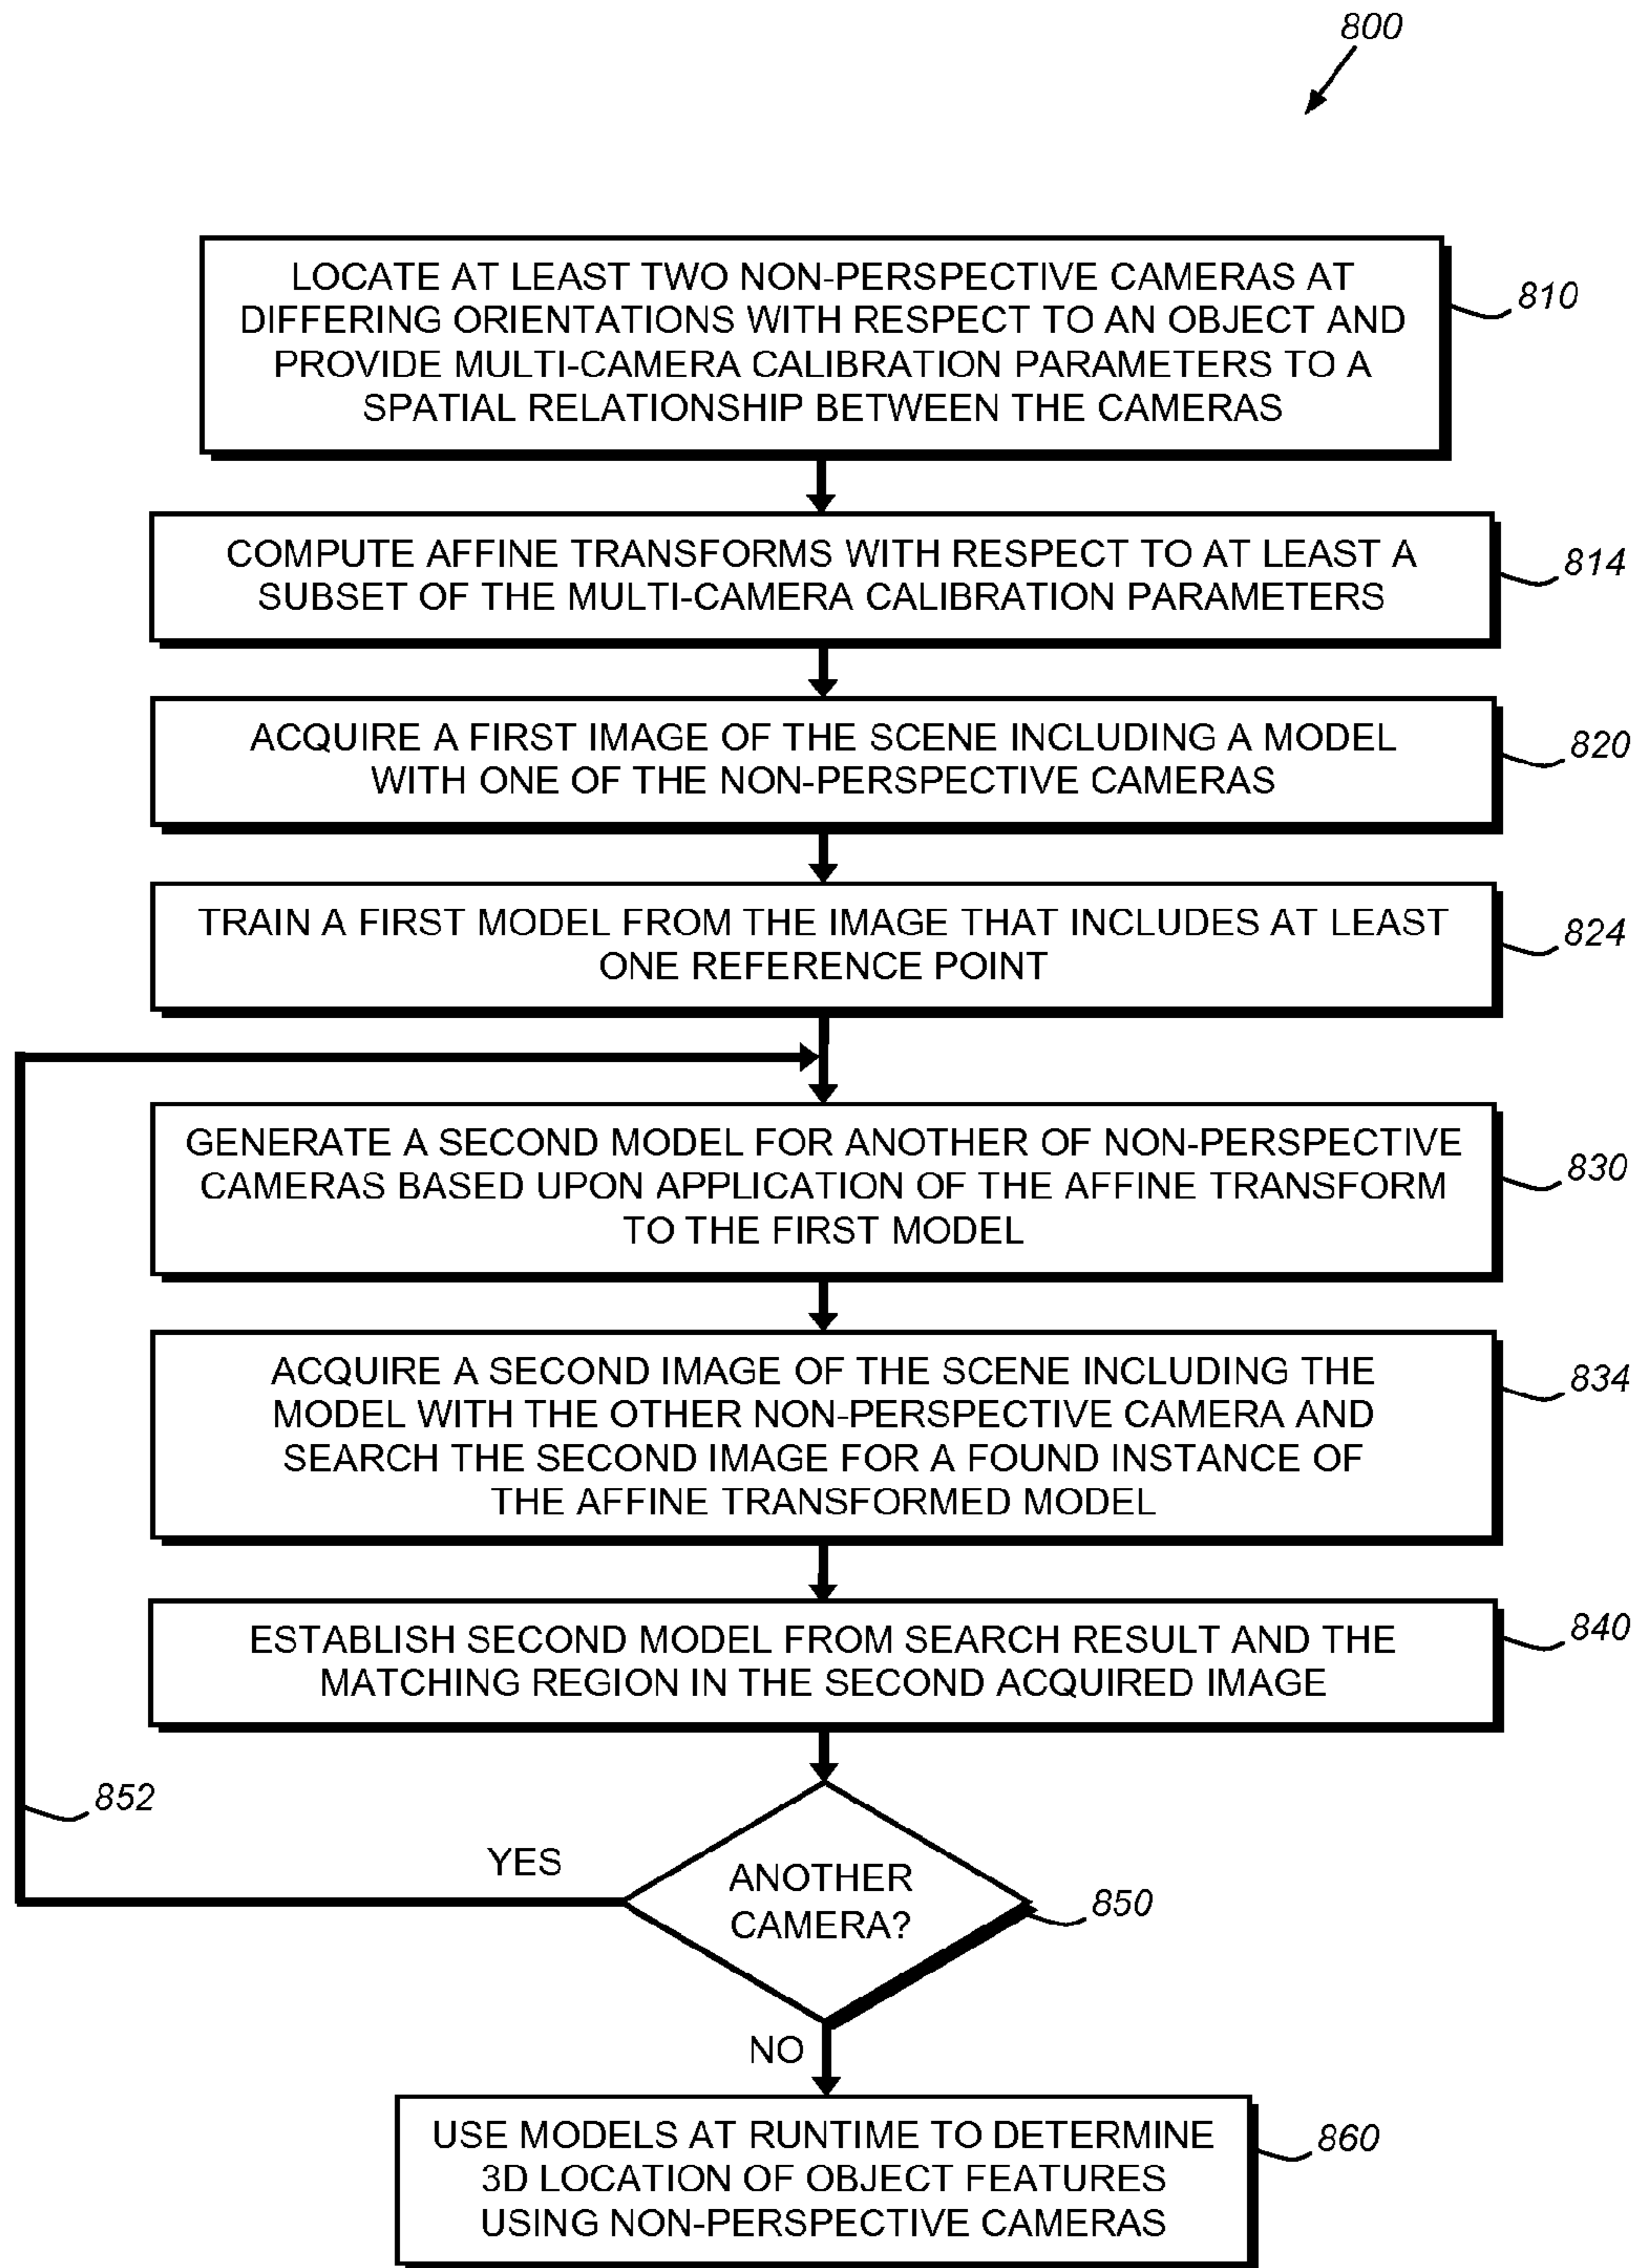 800
LOCATE AT LEAST TWO NON-PERSPECTIVE CAMERAS AT
DIFFERING ORIENTATIONS WITH RESPECT TO AN OBJECT AND
PROVIDE MULTI-CAMERA CALIBRATION PARAMETERS TO A
SPATIAL RELATIONSHIP BETWEEN THE CAMERAS
810
COMPUTE AFFINE TRANSFORMS WITH RESPECT TO AT LEAST A
SUBSET OF THE MULTI-CAMERA CALIBRATION PARAMETERS
814
ACQUIRE A FIRST IMAGE OF THE SCENE INCLUDING A MODEL
WITH ONE OF THE NON-PERSPECTIVE CAMERAS
820
TRAIN A FIRST MODEL FROM THE IMAGE THAT INCLUDES AT LEAST
ONE REFERENCE POINT
824
GENERATE A SECOND MODEL FOR ANOTHER OF NON-PERSPECTIVE
CAMERAS BASED UPON APPLICATION OF THE AFFINE TRANSFORM
TO THE FIRST MODEL
830
ACQUIRE A SECOND IMAGE OF THE SCENE INCLUDING THE
MODEL WITH THE OTHER NON-PERSPECTIVE CAMERA AND
SEARCH THE SECOND IMAGE FOR A FOUND INSTANCE OF
THE AFFINE TRANSFORMED MODEL
834
ESTABLISH SECOND MODEL FROM SEARCH RESULT AND THE
MATCHING REGION IN THE SECOND ACQUIRED IMAGE
840
852
YES
ANOTHER
CAMERA?
850
NO
USE MODELS AT RUNTIME TO DETERMINE
3D LOCATION OF OBJECT FEATURES
USING NON-PERSPECTIVE CAMERAS
860